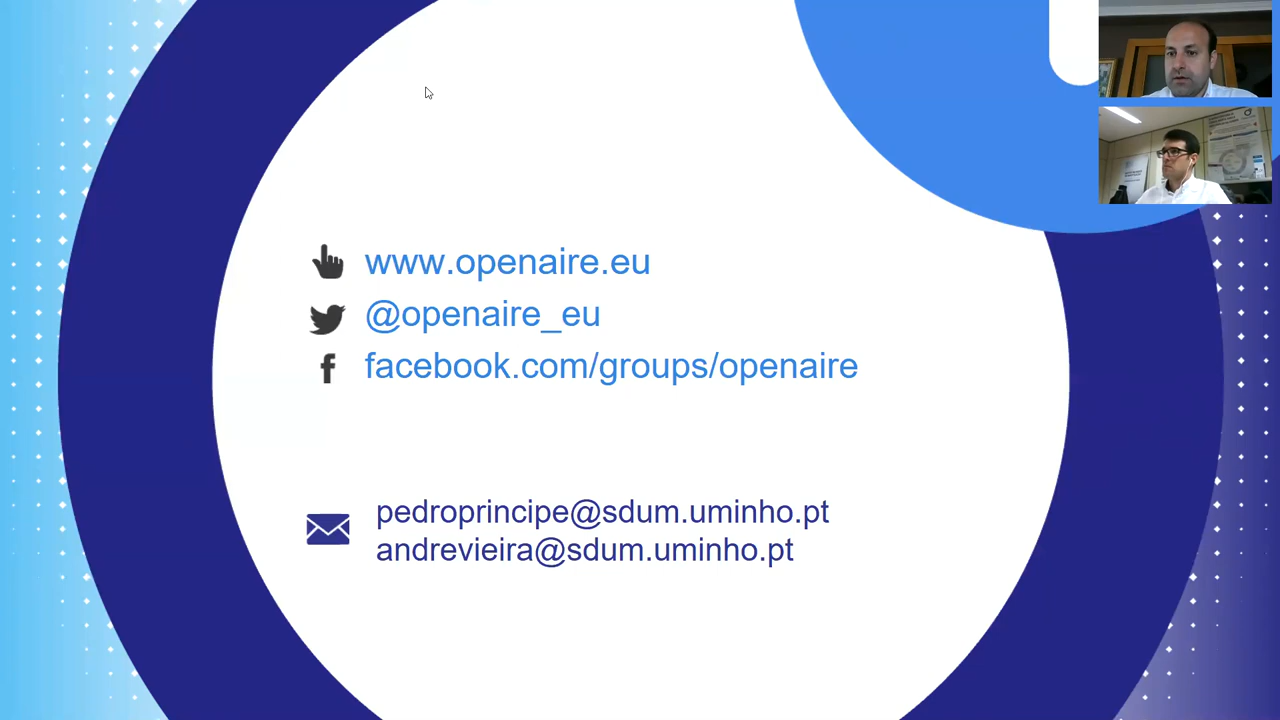 www.openaire.eu
@openaire_eu
facebook.com/groups/openaire
pedroprincipe@sdum.uminho.pt
andrevieira@sdum.uminho.pt